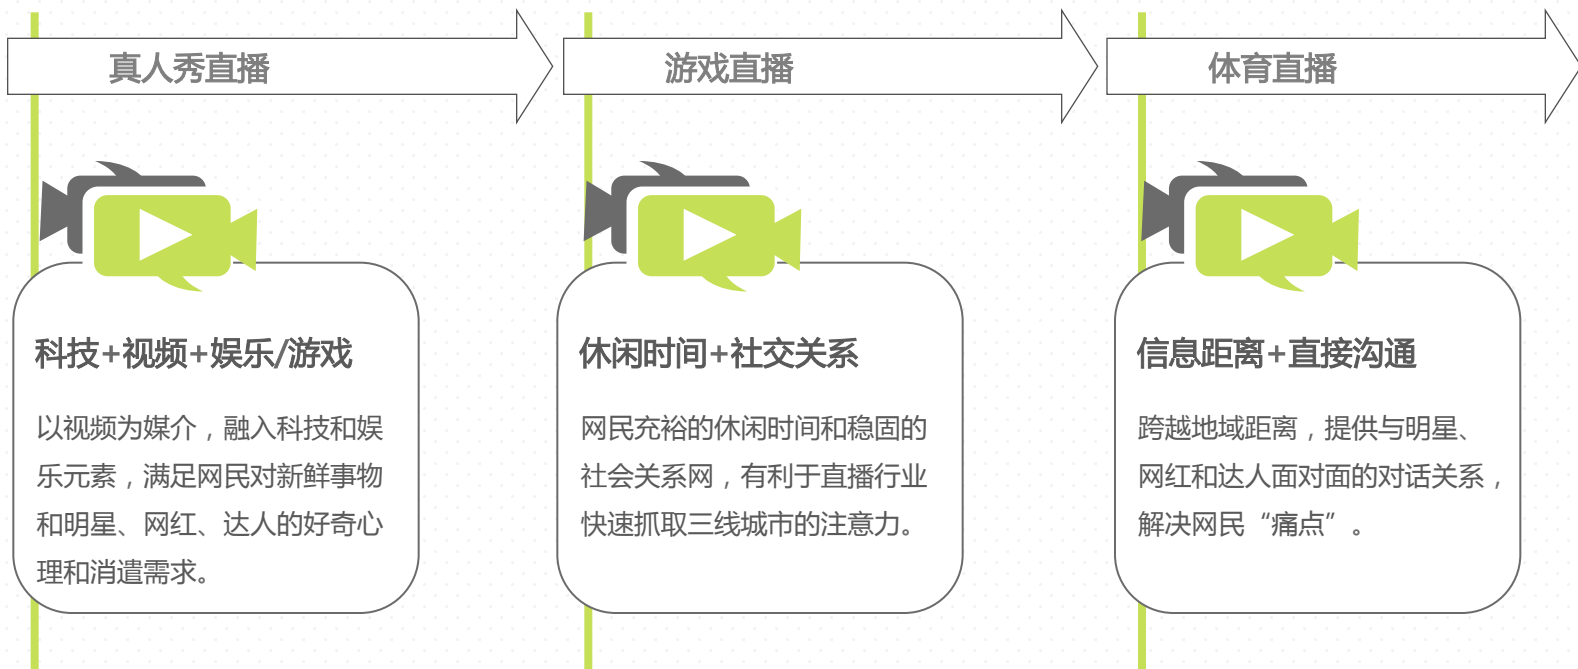 真人秀直播
游戏直播
体育直播
科技+视频+娱乐/游戏
以视频为媒介，融入科技和娱
乐元素，满足网民对新鲜事物
和明星、网红、达人的好奇心
理和消遣需求。
休闲时间+社交关系
网民充裕的休闲时间和稳固的
社会关系网，有利于直播行业
快速抓取三线城市的注意力。
信息距离+直接沟通
跨越地域距离，提供与明星、
网红和达人面对面的对话关系，
解决网民“痛点”。